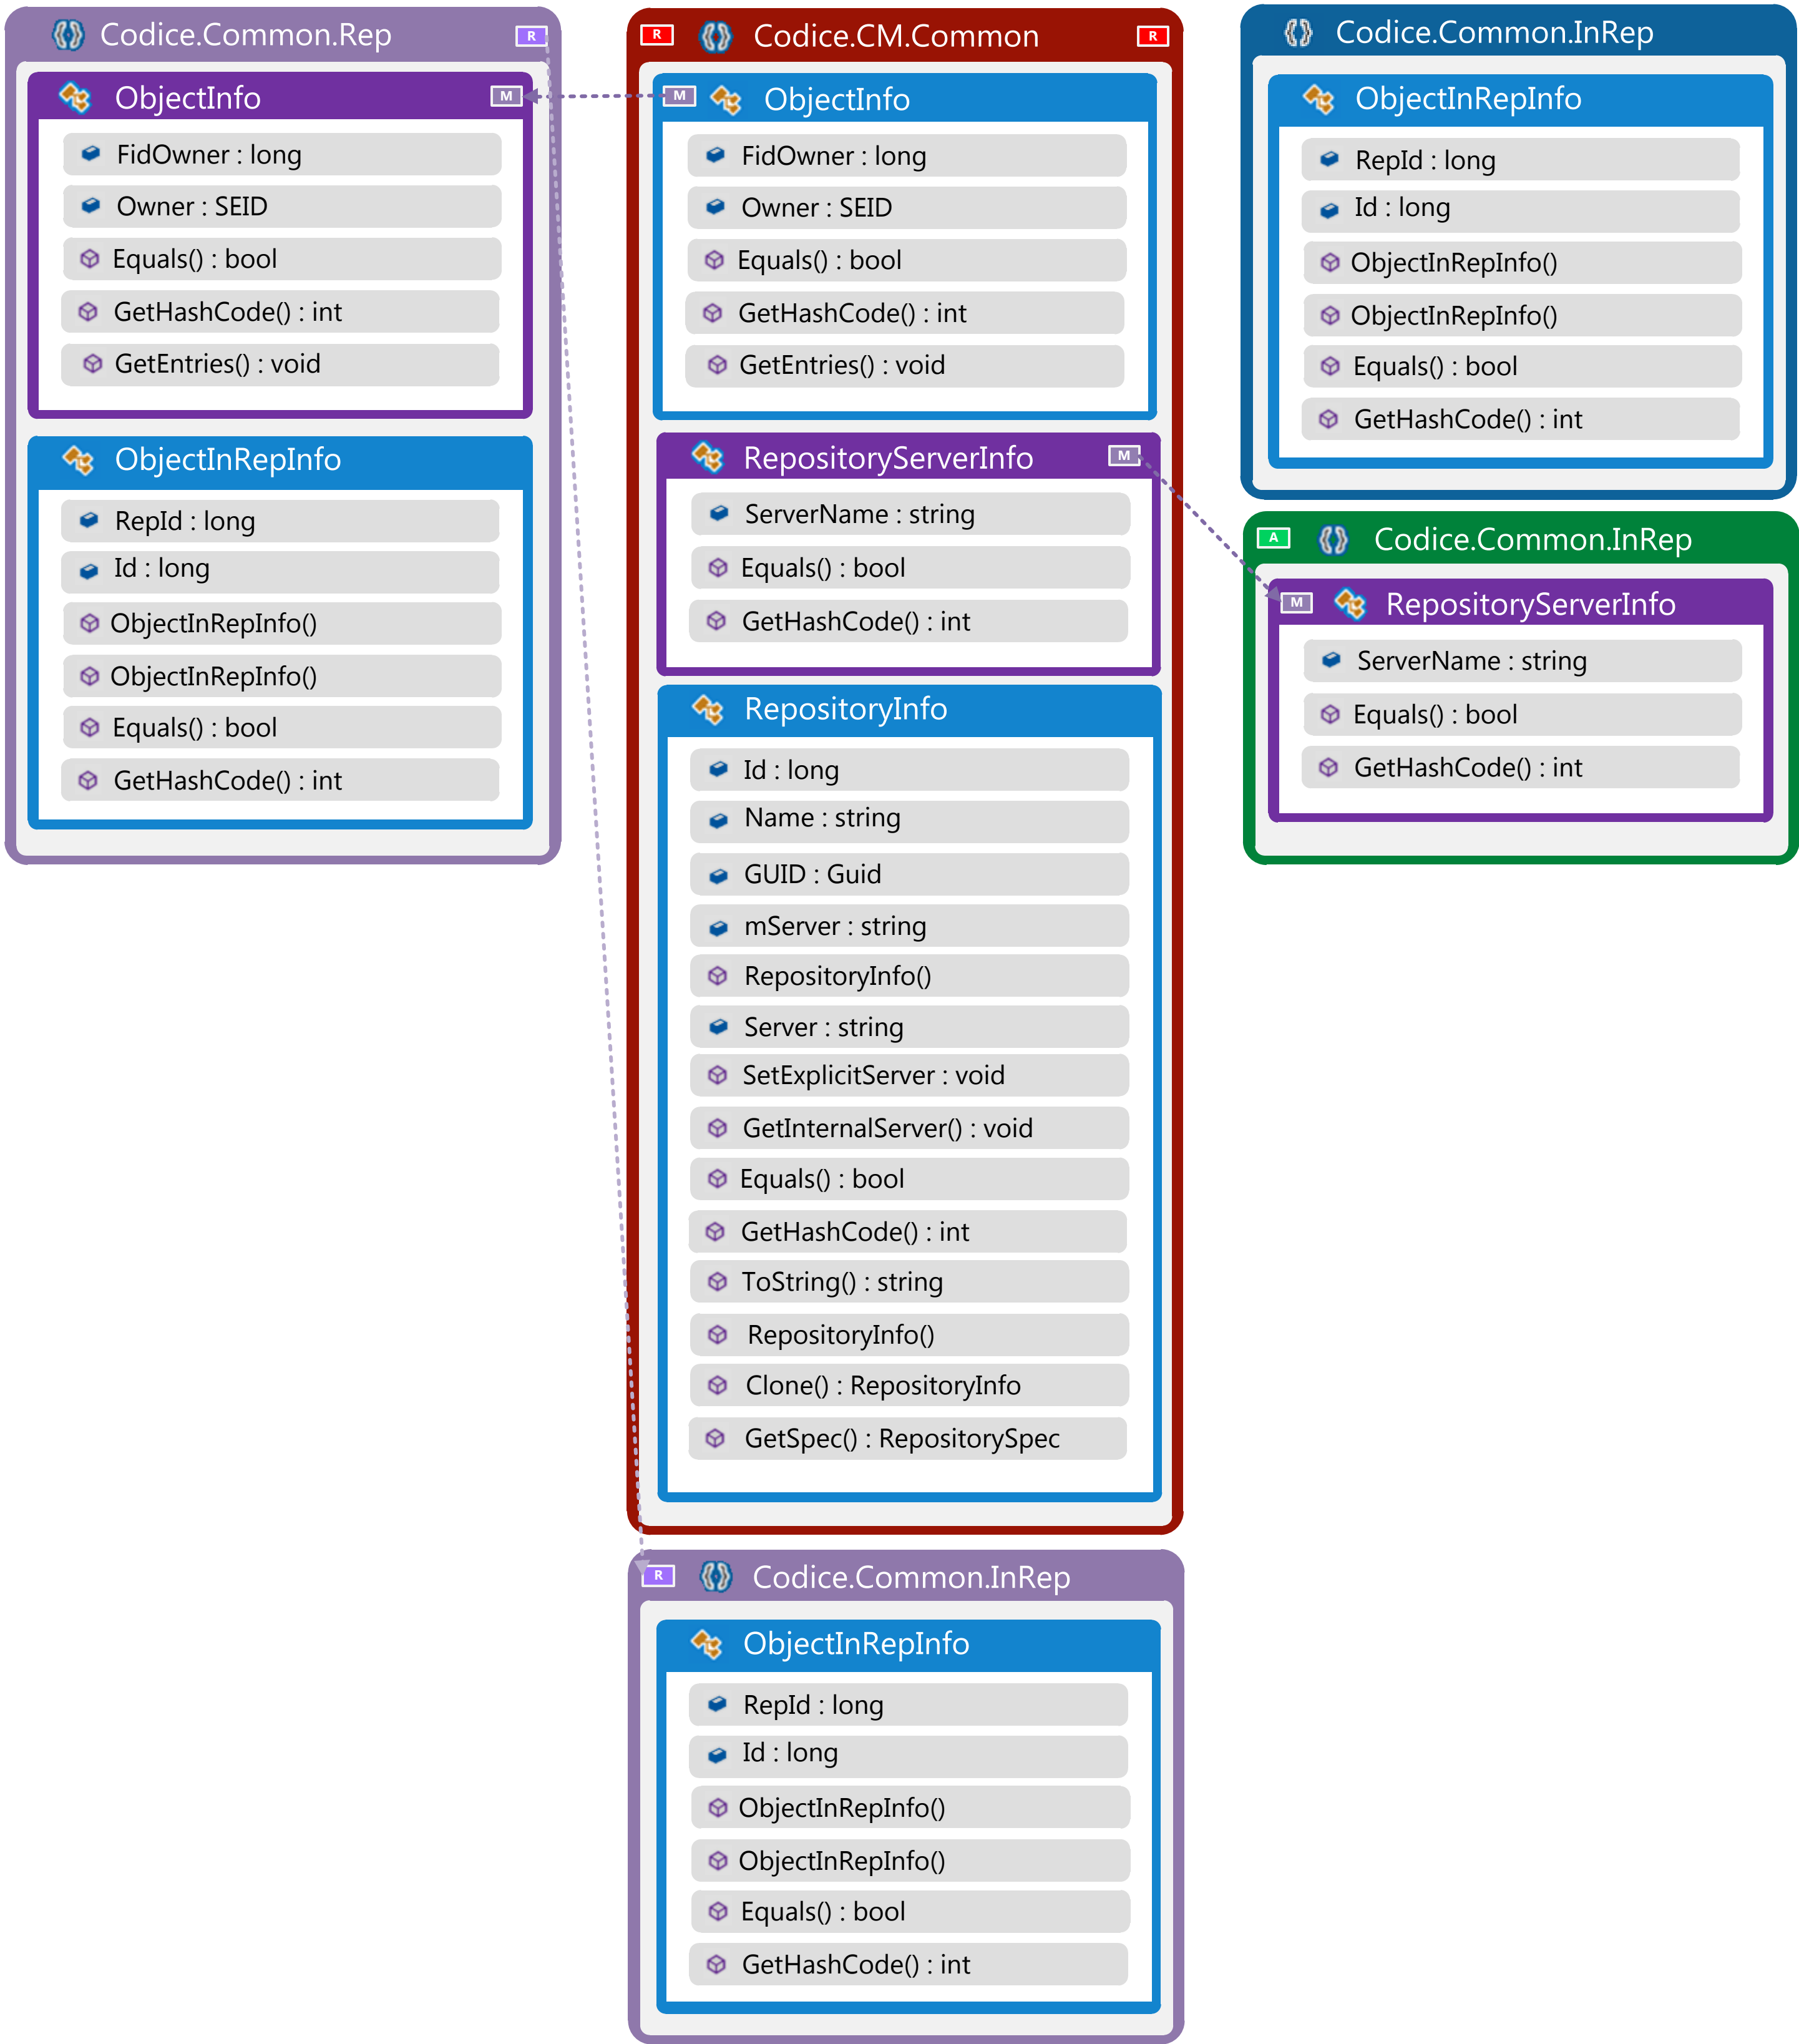 Codice.Common.Rep
R
ObjectInfo
M
FidOwner : long
Owner : SEID
Equals() : bool
GetHashCode() : int
GetEntries() : void
ObjectInRepInfo
RepId : long
Id : long
ObjectInRepInfo()
ObjectInRepInfo()
Equals() : bool
GetHashCode() : int
R
Codice.CM.Common
R
M
ObjectInfo
FidOwner : long
Owner : SEID
Equals() : bool
GetHashCode() : int
GetEntries() : void
RepositoryServerInfo
M
ServerName : string
Equals() : bool
GetHashCode() : int
RepositoryInfo
Id : long
Name : string
GUID : Guid
mServer : string
RepositoryInfo()
Server : string
SetExplicitServer : void
GetInternalServer() : void
Equals() : bool
GetHashCode() : int
ToString() : string
RepositoryInfo()
Clone() : RepositoryInfo
GetSpec() : RepositorySpec
R
Codice.Common.InRep
ObjectInRepInfo
RepId : long
Id : long
ObjectInRepInfo()
ObjectInRepInfo()
Equals() : bool
GetHashCode() : int
Codice.Common.InRep
ObjectInRepInfo
RepId : long
Id : long
ObjectInRepInfo()
ObjectInRepInfo()
Equals() : bool
GetHashCode() : int
A
Codice.Common.InRep
M
RepositoryServerInfo
ServerName : string
Equals() : bool
GetHashCode() : int